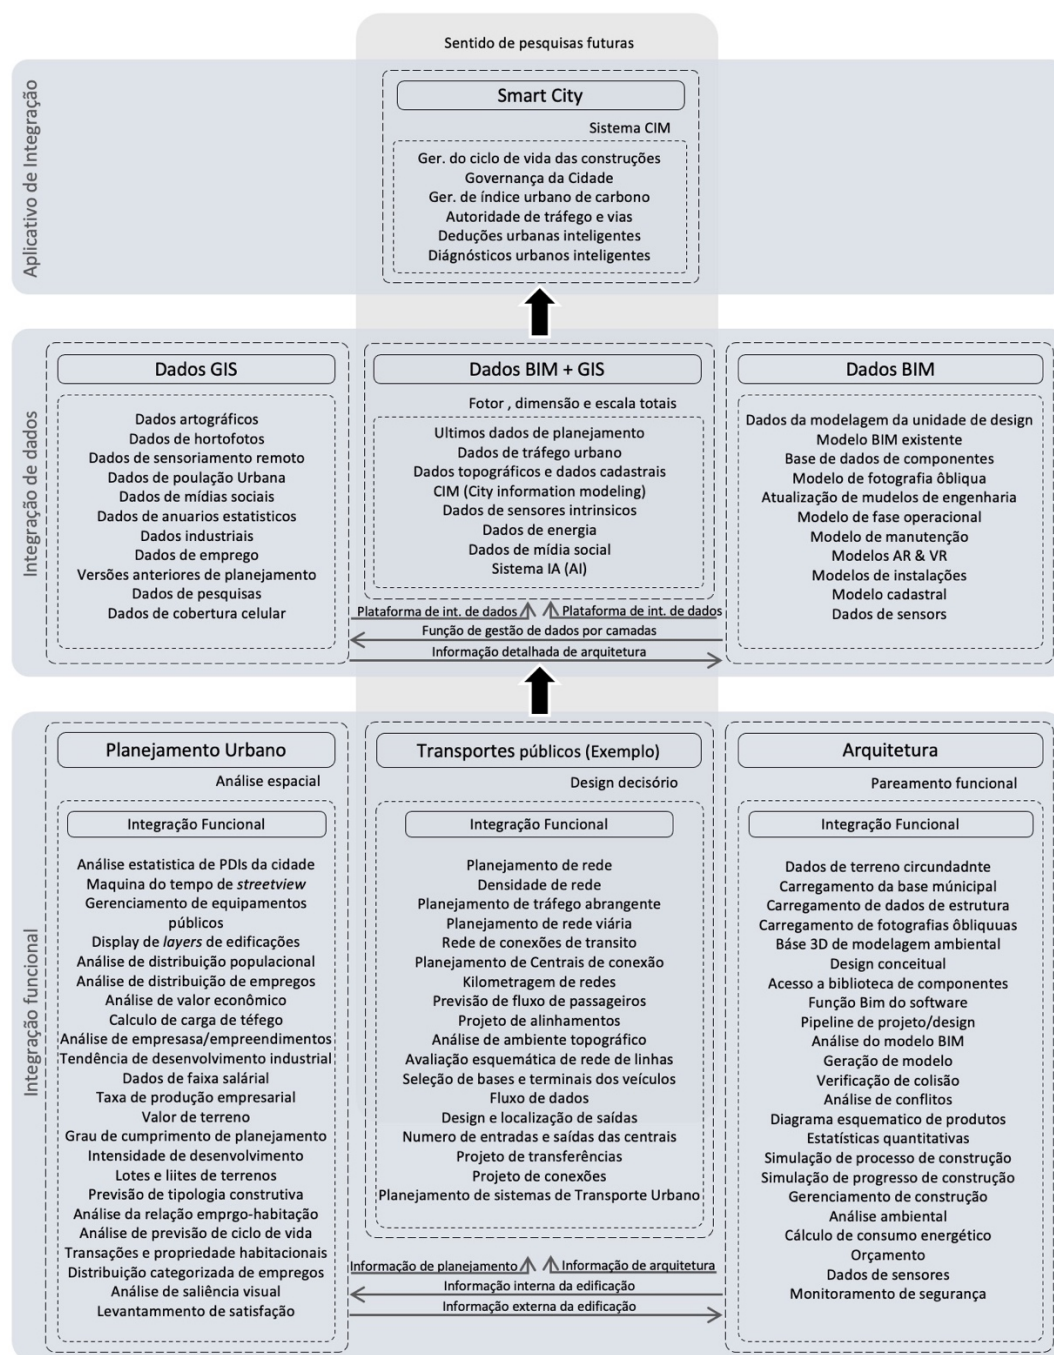 Sentido de pesquisas futuras
Aplicativo de Integração
Smart City
Sistema CIM
Ger. do ciclo de vida das construções
Governança da Cidade
Ger. de índice urbano de carbono
Autoridade de tráfego e vias
Deduções urbanas inteligentes
Diágnósticos urbanos inteligentes
Integração de dados
Dados GIS
Dados artográficos
Dados de hortofotos
Dados de sensoriamento remoto
Dados de poulação Urbana
Dados de mídias sociais
Dados de anuarios estatisticos
Dados industriais
Dados de emprego
Versões anteriores de planejamento
Dados de pesquisas
Dados de cobertura celular
Dados BIM + GIS
Fotor , dimensão e escala totais
Ultimos dados de planejamento
Dados de tráfego urbano
Dados topográficos e dados cadastrais
CIM (City information modeling)
Dados de sensores intrinsicos
Dados de energia
Dados de mídia social
Sistema IA (AI)
Plataforma de int. de dados
Plataforma de int. de dados
Função de gestão de dados por camadas
Informação detalhada de arquitetura
Dados BIM
Dados da modelagem da unidade de design
Modelo BIM existente
Base de dados de componentes
Modelo de fotografia ôbliqua
Atualização de mudelos de engenharia
Modelo de fase operacional
Modelo de manutenção
Modelos AR & VR
Modelos de instalações
Modelo cadastral
Dados de sensors
Integração funcional
Planejamento Urbano
Análise espacial
Integração Funcional
Análise estatistica de PDIs da cidade
Maquina do tempo de streetview
Gerenciamento de equipamentos
públicos
Display de layers de edificações
Análise de distribuição populacional
Análise de distribuição de empregos
Análise de valor econômico
Calculo de carga de téfego
Análise de empresasa/empreendimentos
Tendência de desenvolvimento industrial
Dados de faixa salárial
Taxa de produção empresarial
Valor de terreno
Grau de cumprimento de planejamento
Intensidade de desenvolvimento
Lotes e liites de terrenos
Previsão de tipologia construtiva
Análise da relação emprgo-habitação
Análise de previsão de ciclo de vida
Transações e propriedade habitacionais
Distribuição categorizada de empregos
Análise de saliência visual
Levantammento de satisfação
Transportes públicos (Exemplo)
Design decisório
Integração Funcional
Planejamento de rede
Densidade de rede
Planejamento de tráfego abrangente
Planejamento de rede viária
Rede de conexões de transito
Planejamento de Centrais de conexão
Kilometragem de redes
Previsão de fluxo de passageiros
Projeto de alinhamentos
Análise de ambiente topográfico
Avaliação esquemática de rede de linhas
Seleção de bases e terminais dos veículos
Fluxo de dados
Design e localização de saídas
Numero de entradas e saídas das centrais
Projeto de transferências
Projeto de conexões
Planejamento de sistemas de Transporte Urbano
Informação de planejamento
Informação de arquitetura
Informação interna da edificação
Informação externa da edificação
Arquitetura
Pareamento funcional
Integração Funcional
Dados de terreno circundadnte
Carregamento da base múnicipal
Carregamento de dados de estrutura
Carregamento de fotografias ôbliquuas
Báse 3D de modelagem ambiental
Design conceitual
Acesso a biblioteca de componentes
Função Bim do software
Pipeline de projeto/design
Análise do modelo BIM
Geração de modelo
Verificação de colisão
Análise de conflitos
Diagrama esquematico de produtos
Estatísticas quantitativas
Simulação de processo de construção
Simulação de progresso de construção
Gerenciamento de construção
Análise ambiental
Cálculo de consumo energético
Orçamento
Dados de sensores
Monitoramento de segurança